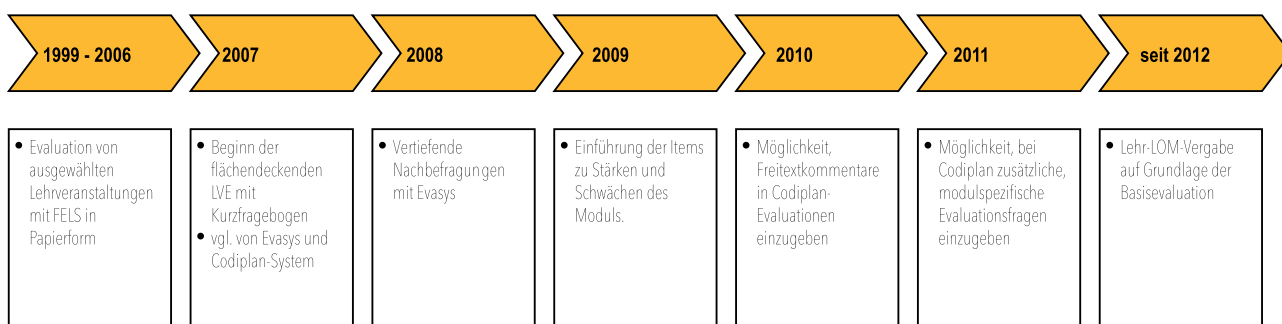 1999 - 2006
2007
2008
2009
2010
2011
seit 2012
• Evaluation von
ausgewählten
Lehrveranstaltungen
mit FELS in
Papierform
• Beginn der
flächendeckenden
LVE mit
Kurzfragebogen
• vgl. von Evasys und
Codiplan-System
• Vertiefende
Nachbefragungen
mit Evasys
• Einführung der Items
zu Stärken und
Schwächen des
Moduls.
• Möglichkeit,
Freitextkommentare
in Codiplan-
Evaluationen
einzugeben
• Möglichkeit, bei
Codiplan zusätzliche,
modulspezifische
Evaluationsfragen
einzugeben
• Lehr-LOM-Vergabe
auf Grundlage der
Basisevaluation